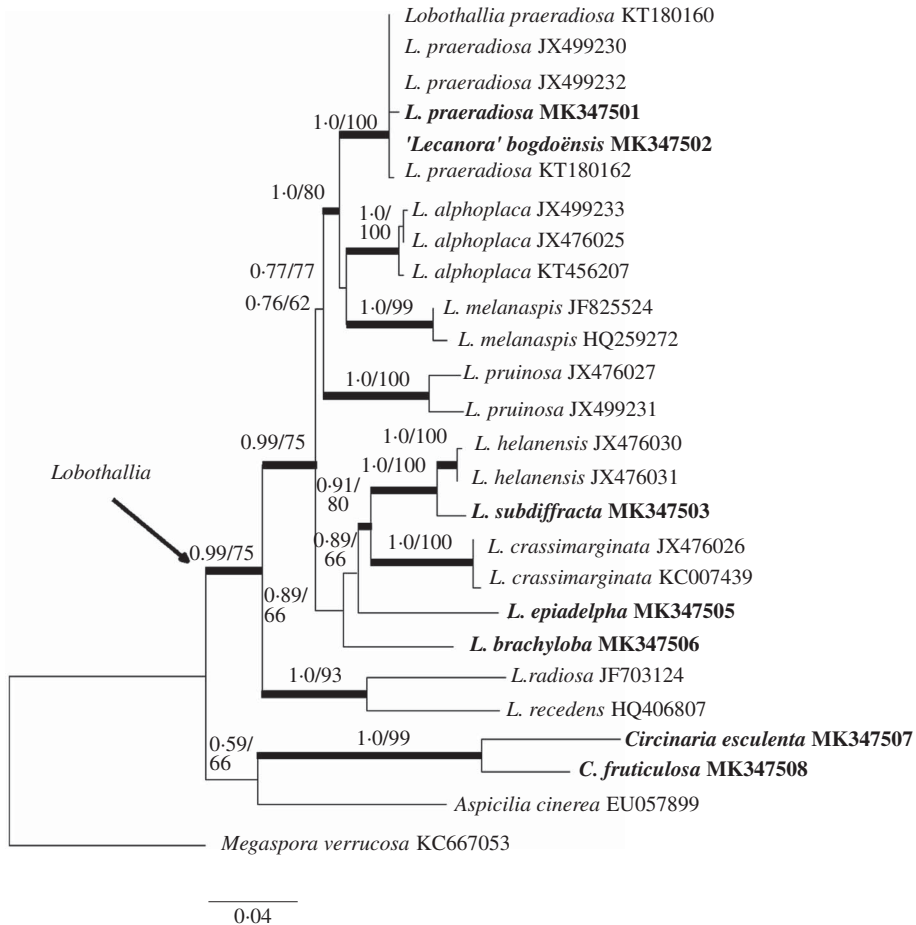 Lobothallia praeradiosa KT180160
L. praeradiosa JX499230
L. praeradiosa JX499232
L. praeradiosa MK347501
1·0/100
'Lecanora' bogdoënsis MK347502
L. praeradiosa KT180162
1·0/80
1·0/
100
L. alphoplaca JX499233
L. alphoplaca JX476025
L. alphoplaca KT456207
0·77/77
0·76/62
1·0/99
L. melanaspis JF825524
L. melanaspis HQ259272
1·0/100
L. pruinosa JX476027
L. pruinosa JX499231
0.99/75
1·0/100
L. helanensis JX476030
1·0/100
L. helanensis JX476031
Lobothallia
0·91/
80
L. subdiffracta MK347503
0·89/
66
1·0/100
L. crassimarginata JX476026
L. crassimarginata KC007439
0.99/75
0·89/
66
L. epiadelpha MK347505
L. brachyloba MK347506
1·0/93
L.radiosa JF703124
L. recedens HQ406807
0·59/
66
1·0/99
Circinaria esculenta MK347507
C. fruticulosa MK347508
Aspicilia cinerea EU057899
Megaspora verrucosa KC667053
0·04